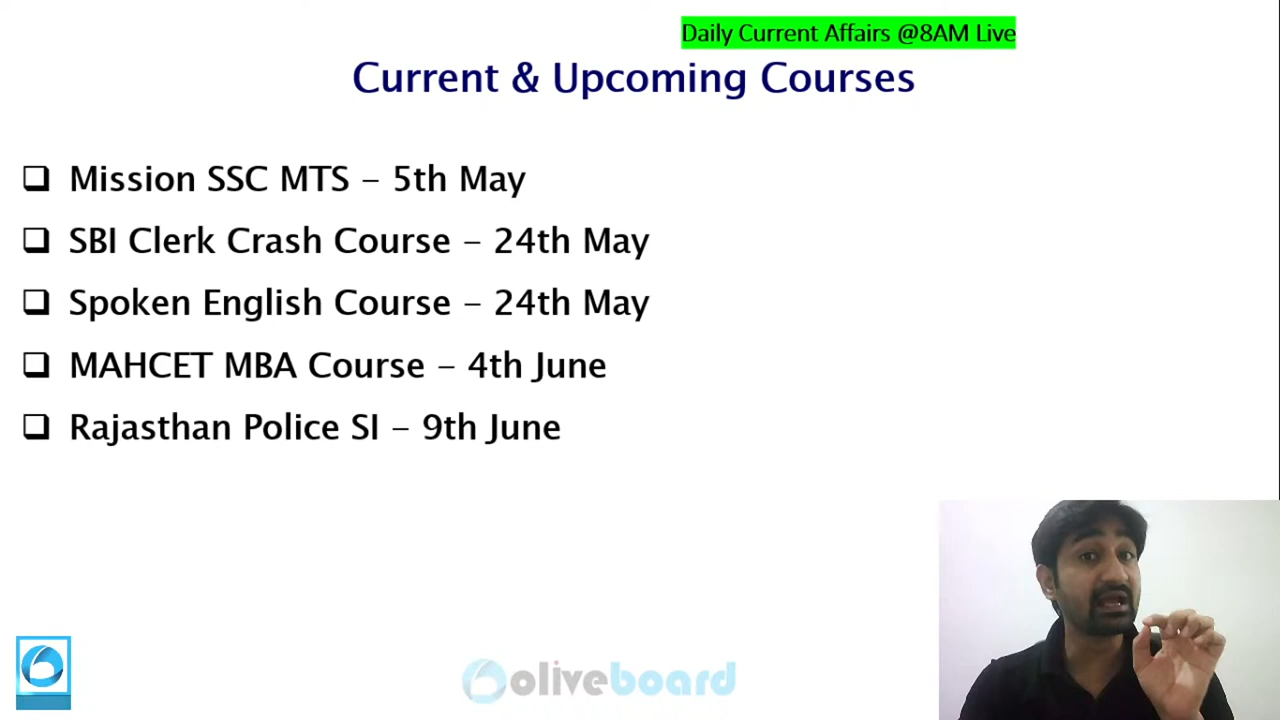 Daily Current Affairs @8AM Live
Current & Upcoming Courses
Mission SSC MTS – 5th May
SBI Clerk Crash Course – 24th May
Spoken English Course – 24th May
MAHCET MBA Course – 4th June
Rajasthan Police SI – 9th June
oliveboard